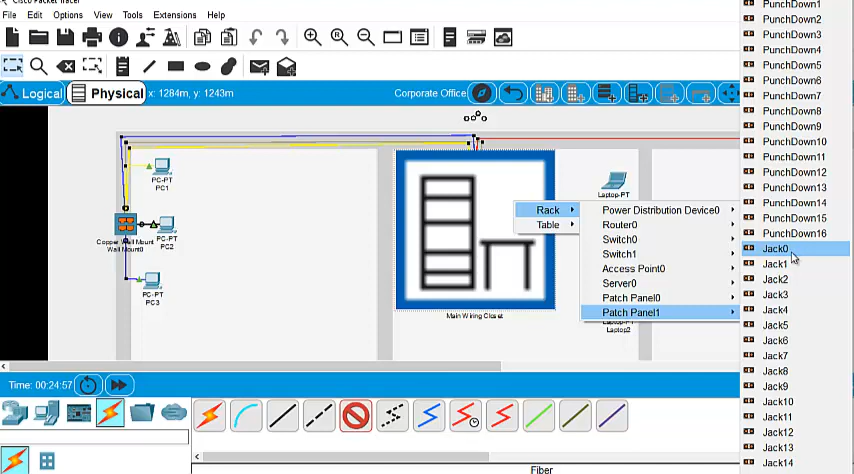 Cisco Packet Tracer
File Edit Options View Tools Extensions Help
Logical Physical x: 1284m, y: 1243m Corporate Office
PC-PT
PC1
Copper Wall Mount
Wall Mount0
PC-PT
PC2
PC-PT
PC3
Main Wiring Closet
Laptop-PT
Laptop-PT
Laptop2
Rack
Table
Power Distribution Device0
Router0
Switch0
Switch1
Access Point0
Server0
Patch Panel0
Patch Panel1
PunchDown1
PunchDown2
PunchDown3
PunchDown4
PunchDown5
PunchDown6
PunchDown7
PunchDown8
PunchDown9
PunchDown10
PunchDown11
PunchDown12
PunchDown13
PunchDown14
PunchDown15
PunchDown16
Jack0
Jack1
Jack2
Jack3
Jack4
Jack5
Jack6
Jack7
Jack8
Jack9
Jack10
Jack11
Jack12
Jack13
Jack14
Time: 00:24:57
Fiber